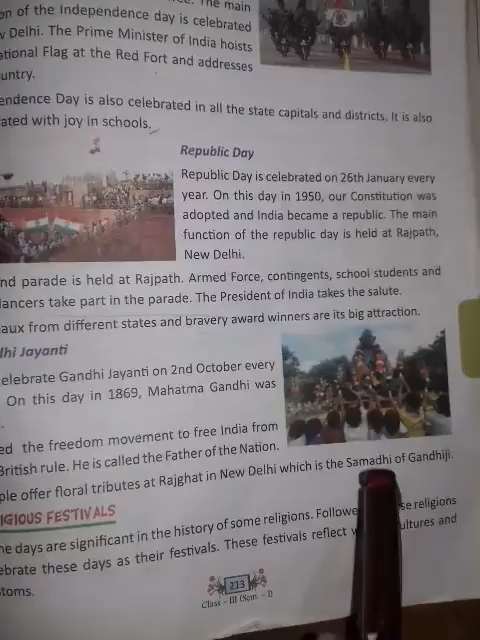 on of the Independence day is celebrated
Delhi. The Prime Minister of India hoists
ational Flag at the Red Fort and addresses
untry.
endence Day is also celebrated in all the state capitals and districts. It is also
ated with joy in schools.
Republic Day
Republic Day is celebrated on 26th January every
year. On this day in 1950, our Constitution was
adopted and India became a republic. The main
function of the republic day is held at Rajpath,
New Delhi.
nd parade is held at Rajpath. Armed Force, contingents, school students and
dancers take part in the parade. The President of India takes the salute.
aux from different states and bravery award winners are its big attraction.
dhi Jayanti
elebrate Gandhi Jayanti on 2nd October every
On this day in 1869, Mahatma Gandhi was
ed the freedom movement to free India from
British rule. He is called the Father of the Nation.
ple offer floral tributes at Rajghat in New Delhi which is the Samadhi of Gandhiji.
IGIOUS FESTIVALS
me days are significant in the history of some religions. Followe se religions
ebrate these days as their festivals. These festivals reflect ultures and
stoms.
213
Class - III (Sem. - I)